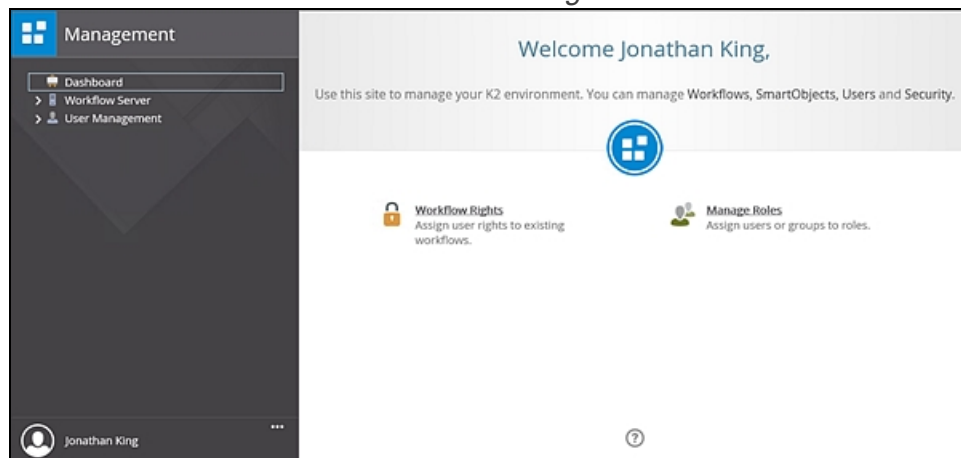 Management
Dashboard
Workflow Server
User Management
Jonathan King
...
Welcome Jonathan King,
Use this site to manage your K2 environment. You can manage Workflows, SmartObjects, Users and Security.
Workflow Rights
Assign user rights to existing
workflows.
Manage Roles
Assign users or groups to roles.
?